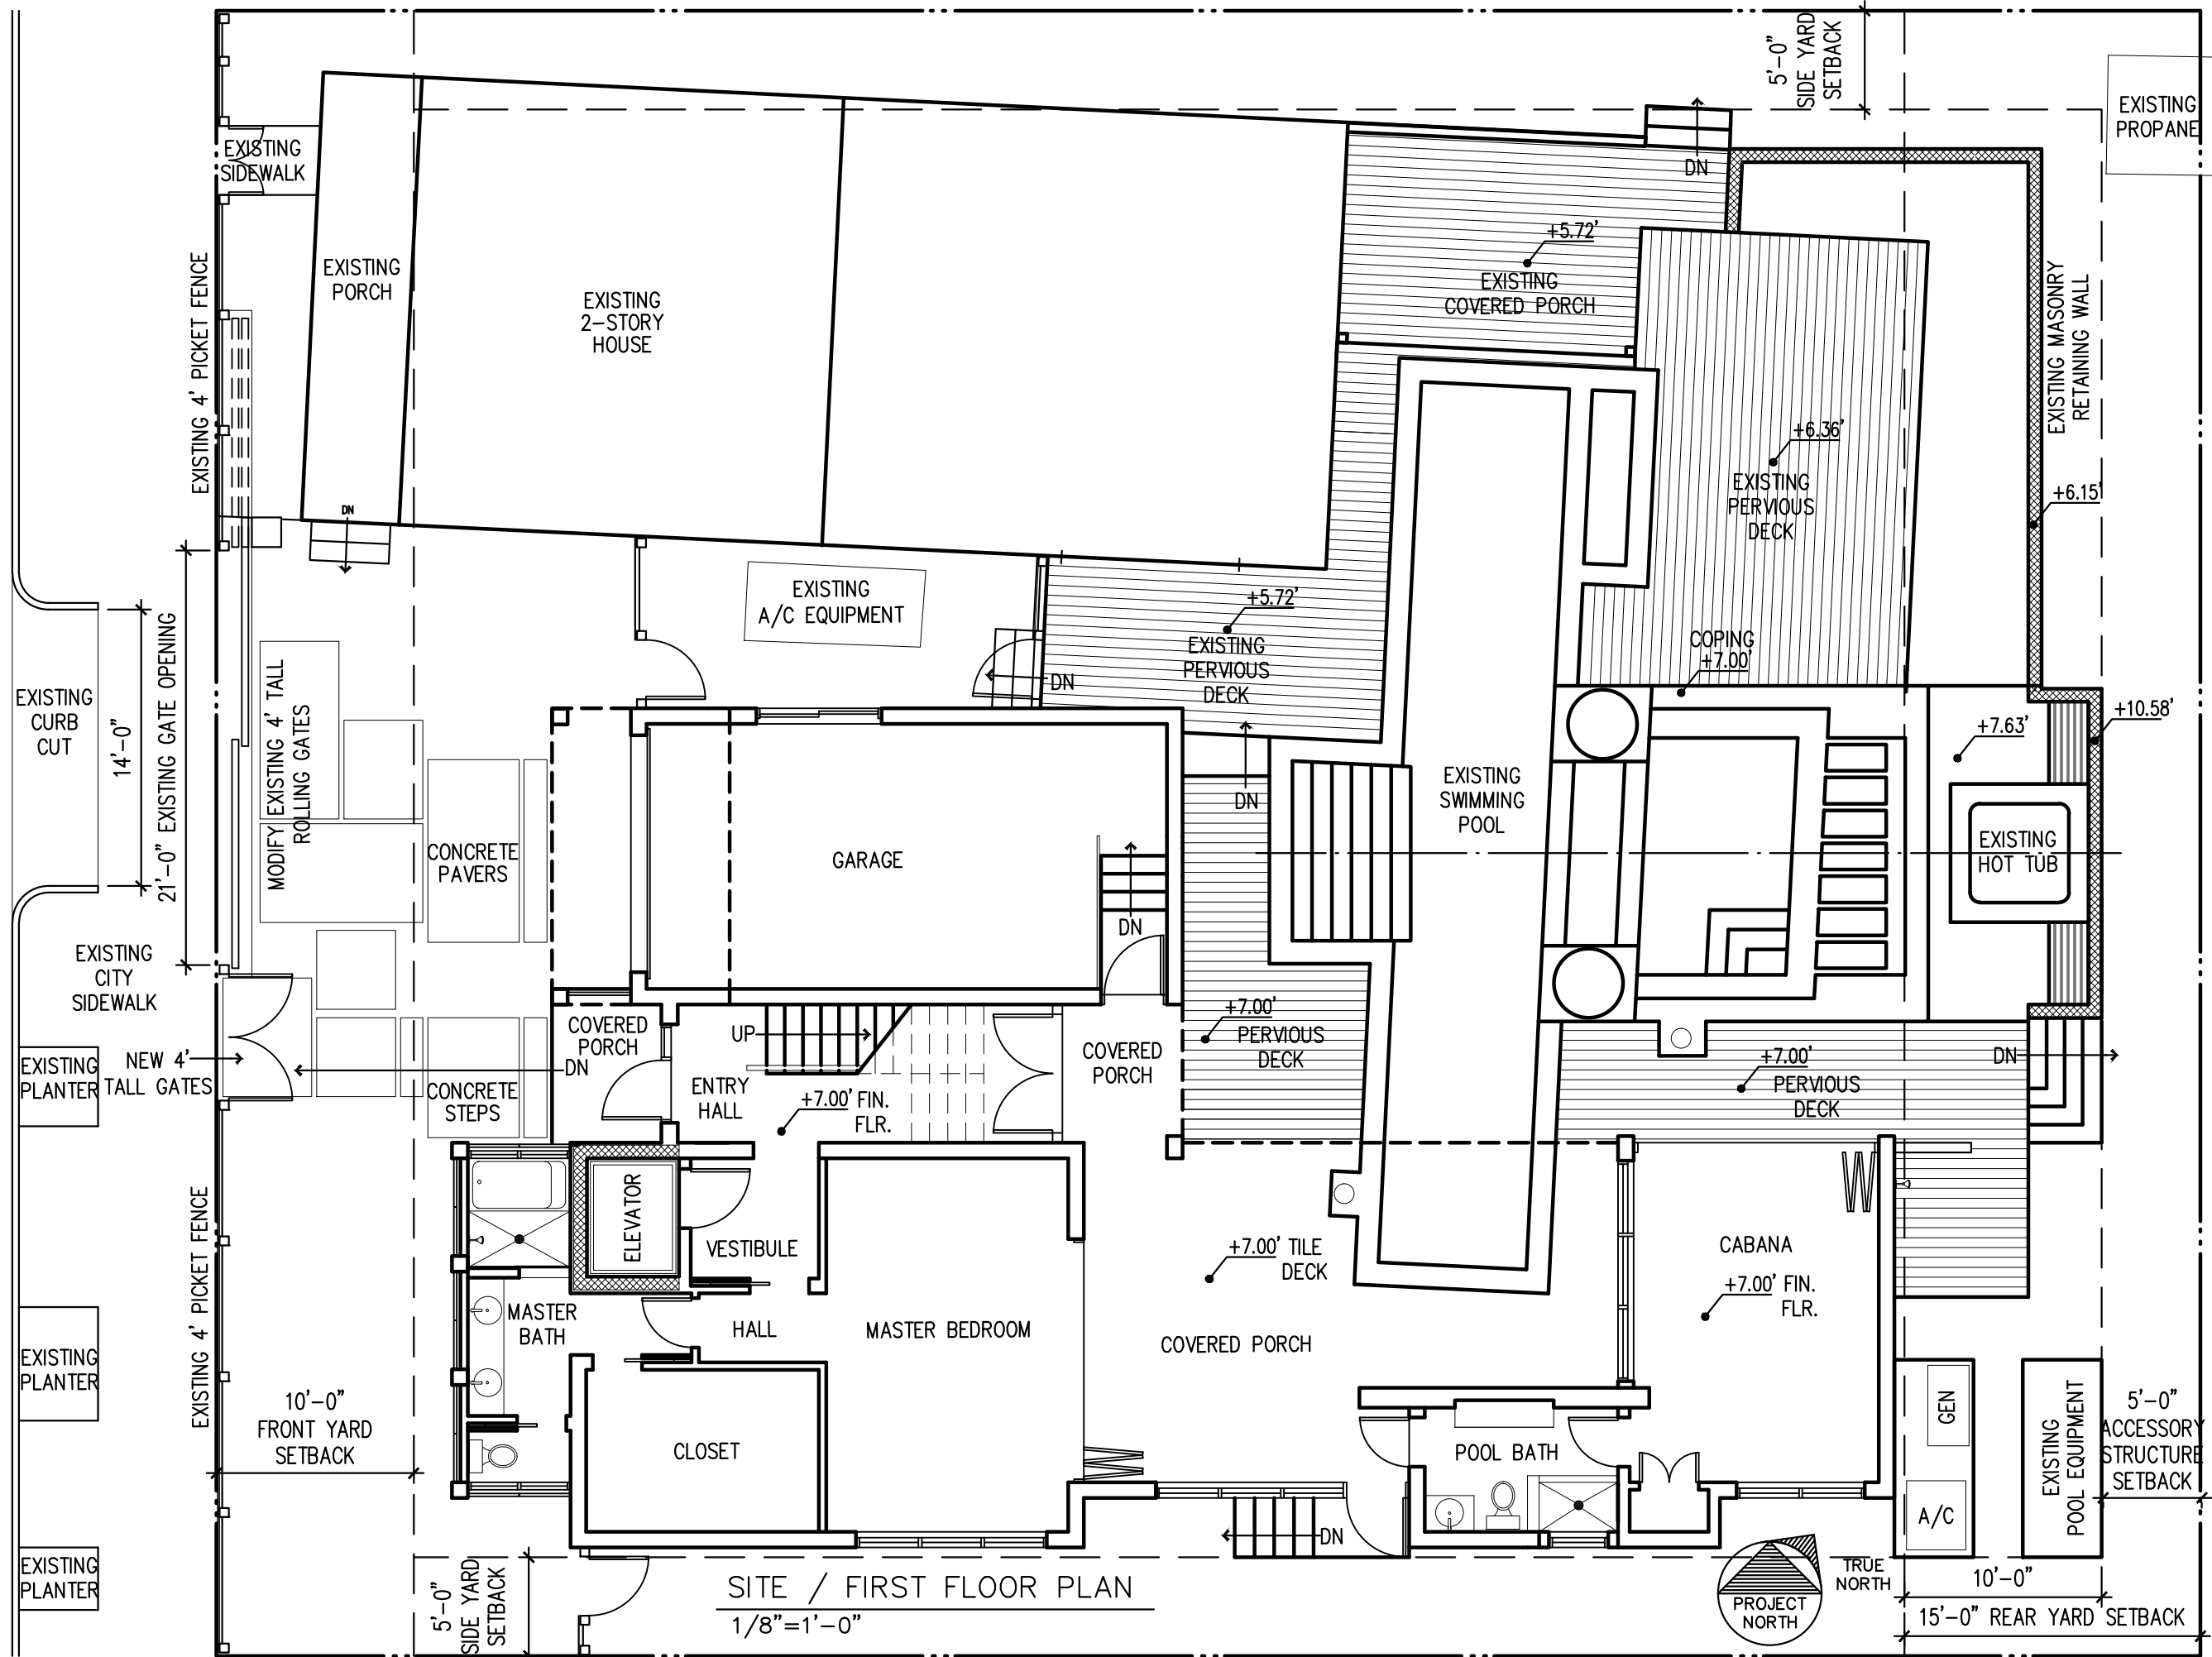 5'-0"
SIDE YARD
SETBACK
EXISTING
PROPANE
EXISTING
SIDEWALK
DN
EXISTING
PORCH
EXISTING
2-STORY
HOUSE
+5.72'
EXISTING
COVERED PORCH
EXISTING 4' PICKET FENCE
EXISTING MASONRY
RETAINING WALL
+6.36'
EXISTING
PERVIOUS
DECK
+6.15'
DN
EXISTING
A/C EQUIPMENT
+5.72'
EXISTING
PERVIOUS
DECK
DN
COPING
+7.00'
EXISTING
CURB
CUT
14'-0"
21'-0" EXISTING GATE OPENING
MODIFY EXISTING 4' TALL
ROLLING GATES
+7.63'
+10.58'
DN
EXISTING
SWIMMING
POOL
EXISTING
HOT TUB
CONCRETE
PAVERS
GARAGE
DN
EXISTING
CITY
SIDEWALK
COVERED
PORCH
UP
COVERED
PORCH
+7.00'
PERVIOUS
DECK
+7.00'
PERVIOUS
DECK
DN
EXISTING
PLANTER
NEW 4'
TALL GATES
DN
CONCRETE
STEPS
ENTRY
HALL
+7.00' FIN.
FLR.
ELEVATOR
VESTIBULE
+7.00' TILE
DECK
CABANA
+7.00' FIN.
FLR.
EXISTING 4' PICKET FENCE
MASTER
BATH
HALL
MASTER BEDROOM
COVERED PORCH
EXISTING
PLANTER
10'-0"
FRONT YARD
SETBACK
CLOSET
POOL BATH
GEN
A/C
EXISTING
POOL EQUIPMENT
5'-0"
ACCESSORY
STRUCTURE
SETBACK
DN
EXISTING
PLANTER
5'-0"
SIDE YARD
SETBACK
SITE / FIRST FLOOR PLAN
1/8"=1'-0"
PROJECT
NORTH
TRUE
NORTH
10'-0"
15'-0" REAR YARD SETBACK